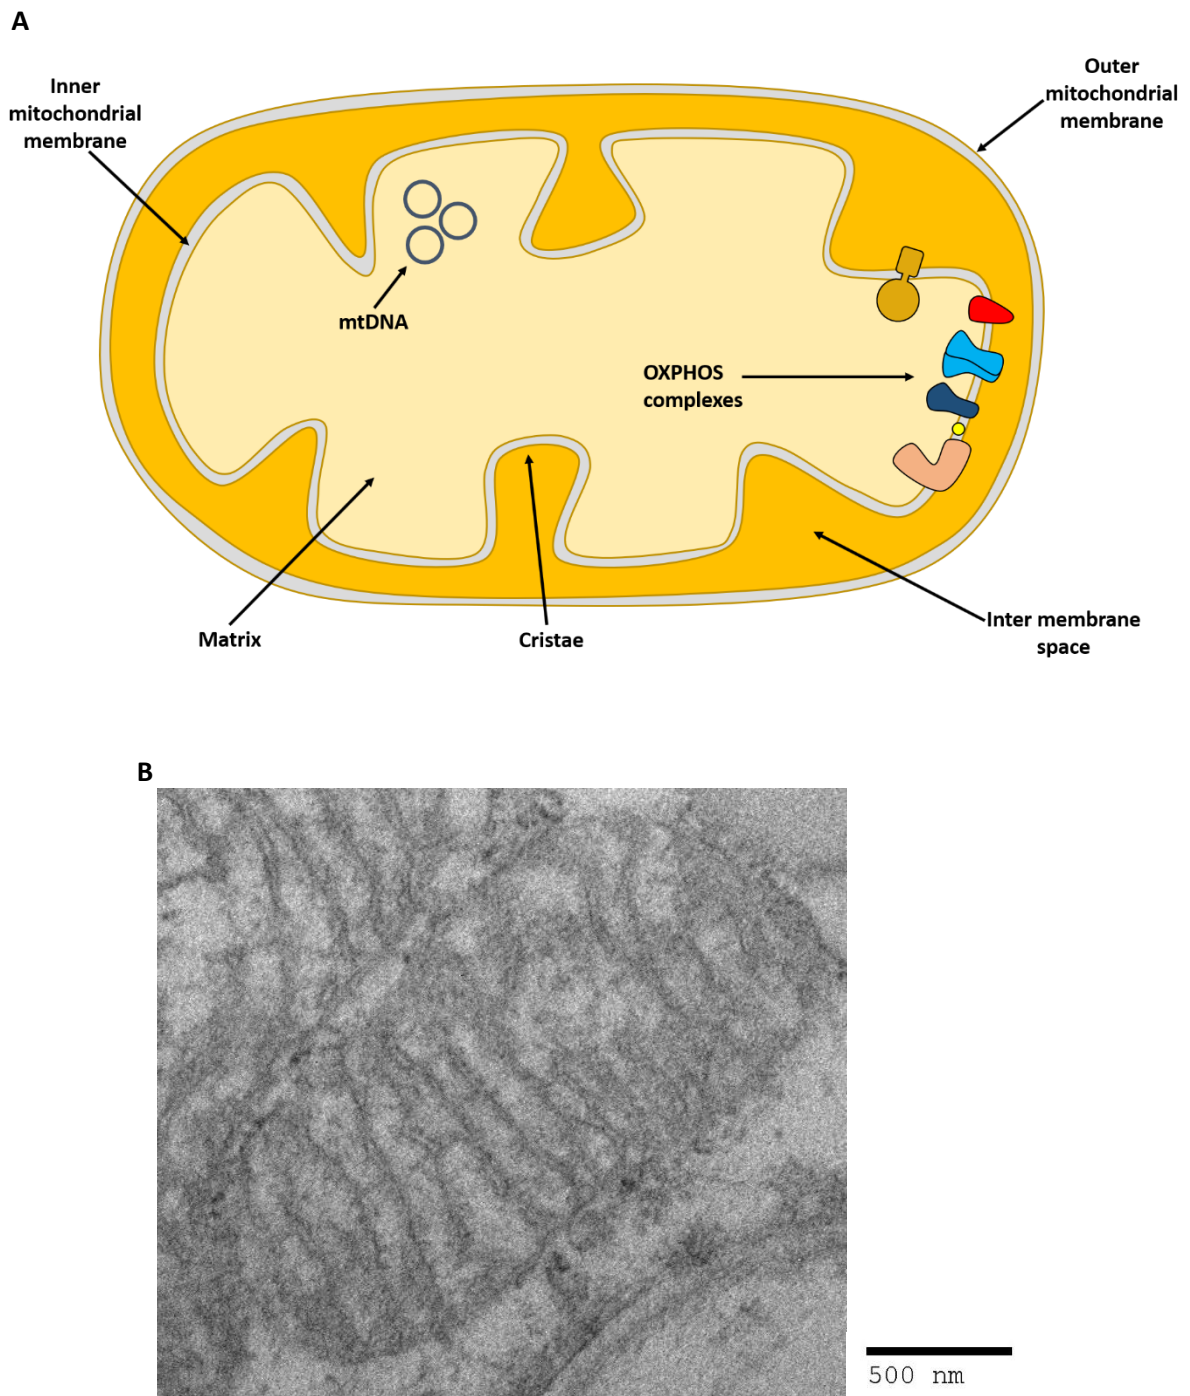 A
Inner
mitochondrial
membrane
Outer
mitochondrial
membrane
mtDNA
OXPHOS
complexes
Matrix
Cristae
Inter membrane
space
B
500 nm